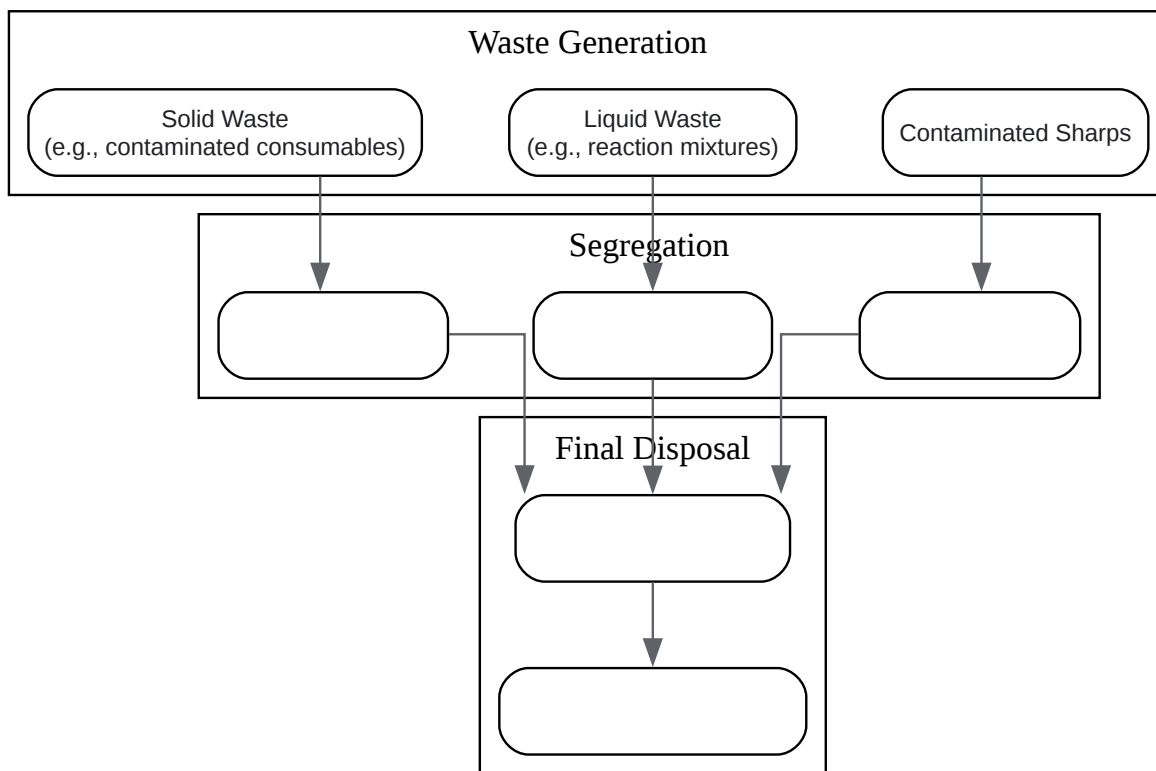 Waste Generation
Solid Waste
(e.g., contaminated consumables)
Liquid Waste
(e.g., reaction mixtures)
Contaminated Sharps
Segregation
Final Disposal